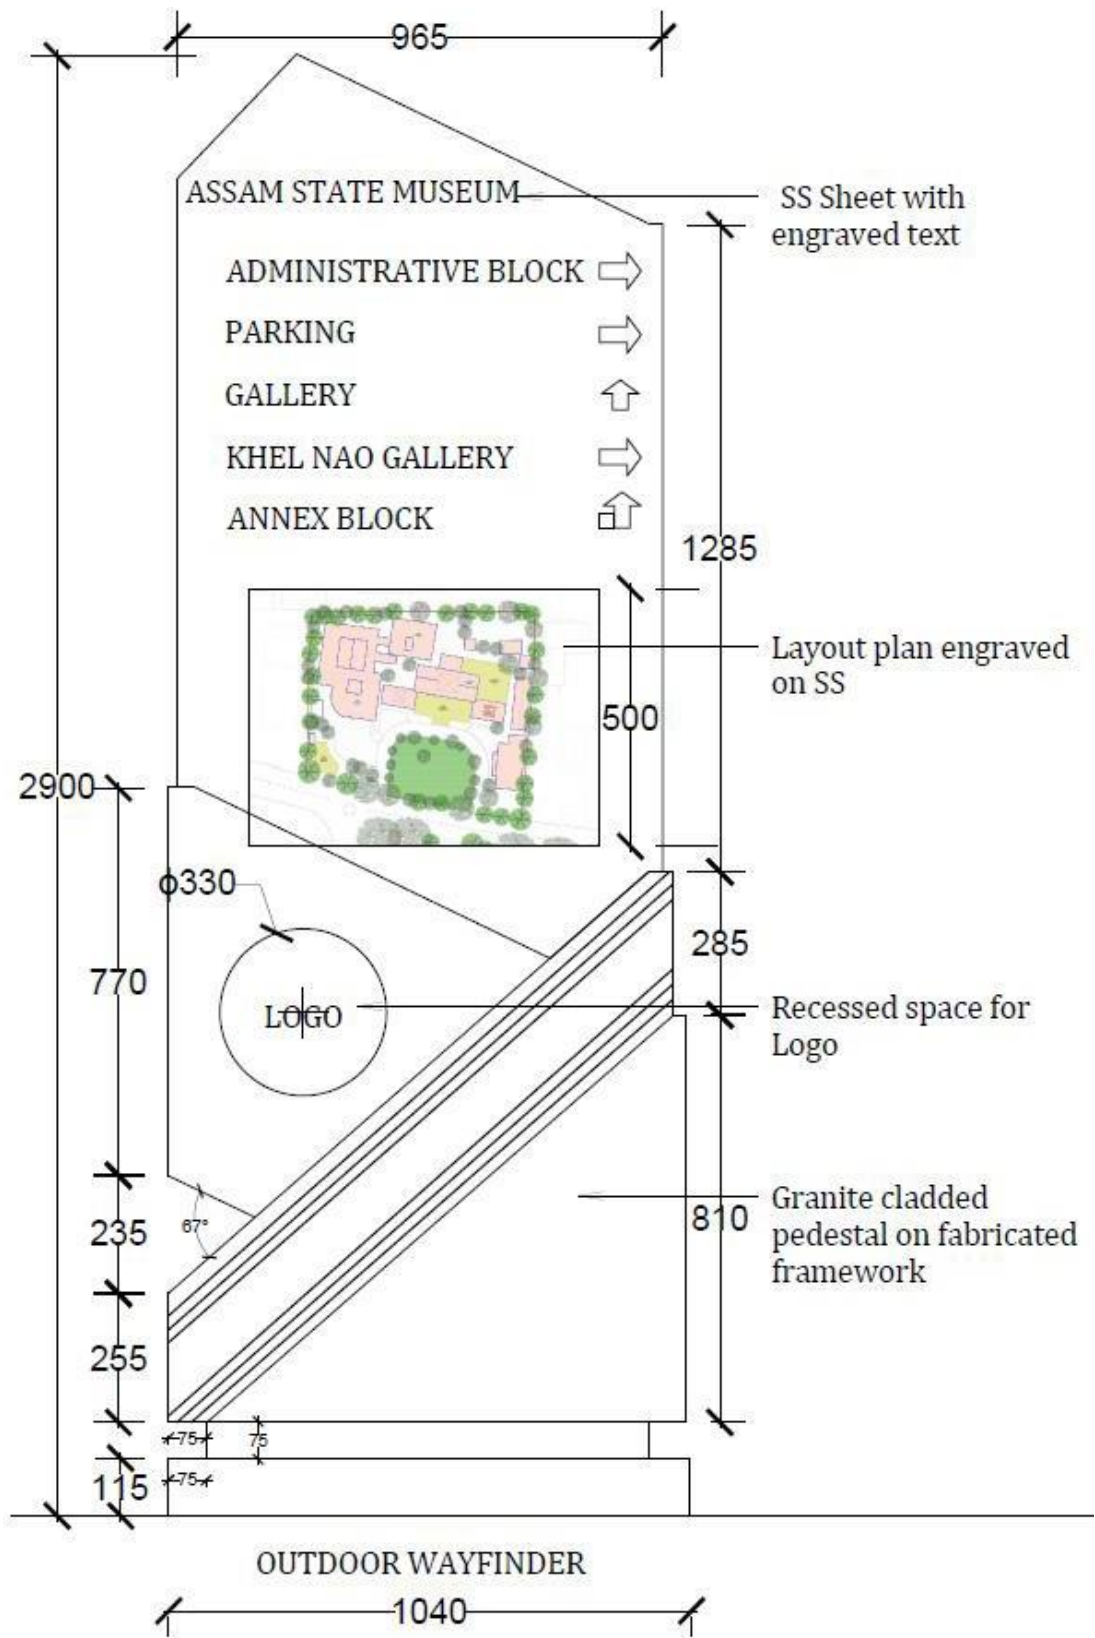 965
ASSAM STATE MUSEUM
SS Sheet with
engraved text
ADMINISTRATIVE BLOCK
PARKING
GALLERY
KHEL NAO GALLERY
ANNEX BLOCK
1285
Layout plan engraved
on SS
500
2900
ϕ330
285
770
LOGO
Recessed space for
Logo
Granite cladded
pedestal on fabricated
framework
810
67°
235
255
75
75
75
115
OUTDOOR WAYFINDER
1040